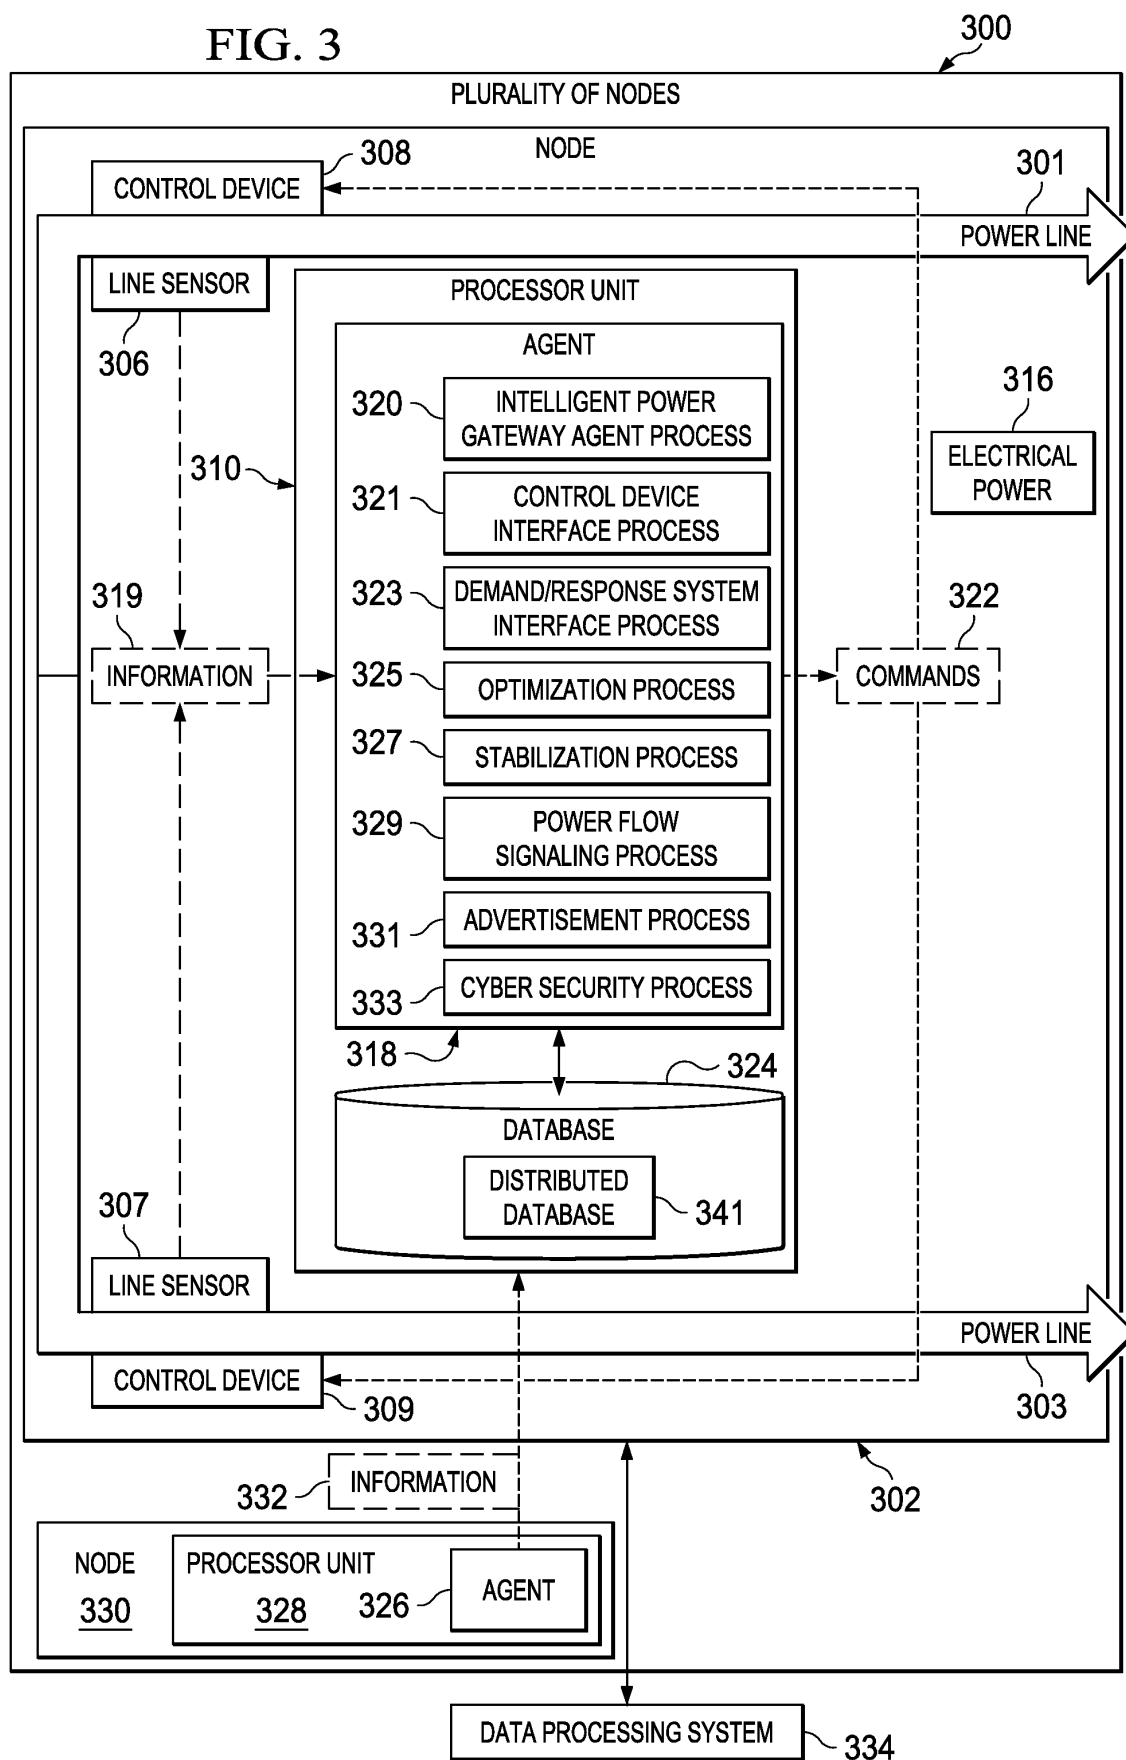 FIG. 3
300
PLURALITY OF NODES
NODE
308
CONTROL DEVICE
301
POWER LINE
LINE SENSOR
306
PROCESSOR UNIT
AGENT
320
INTELLIGENT POWER
GATEWAY AGENT PROCESS
316
ELECTRICAL
POWER
310
321
CONTROL DEVICE
INTERFACE PROCESS
323
DEMAND/RESPONSE SYSTEM
INTERFACE PROCESS
319
INFORMATION
322
COMMANDS
325
OPTIMIZATION PROCESS
327
STABILIZATION PROCESS
329
POWER FLOW
SIGNALING PROCESS
331
ADVERTISEMENT PROCESS
333
CYBER SECURITY PROCESS
318
324
DATABASE
DISTRIBUTED
DATABASE
341
307
LINE SENSOR
POWER LINE
CONTROL DEVICE
309
303
332
INFORMATION
302
NODE
330
PROCESSOR UNIT
328
326
AGENT
DATA PROCESSING SYSTEM
334